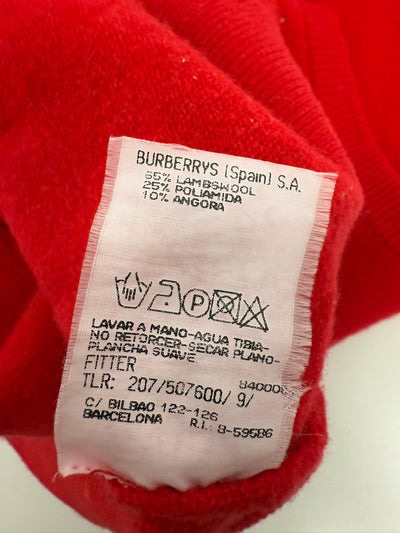 BURBERRYS (Spain) S.A.
65% LAMBSWOOL
25% POLIAMIDA
10% ANGORA
P
LAVAR A MANO-AGUA TIBIA-
NO RETORCER-SECAR PLANO-
PLANCHA SUAVE.
FITTER
TLR: 207/507600/ 9/
C/ BILBAO 122-126
BARCELONA R.I.: 8-59586